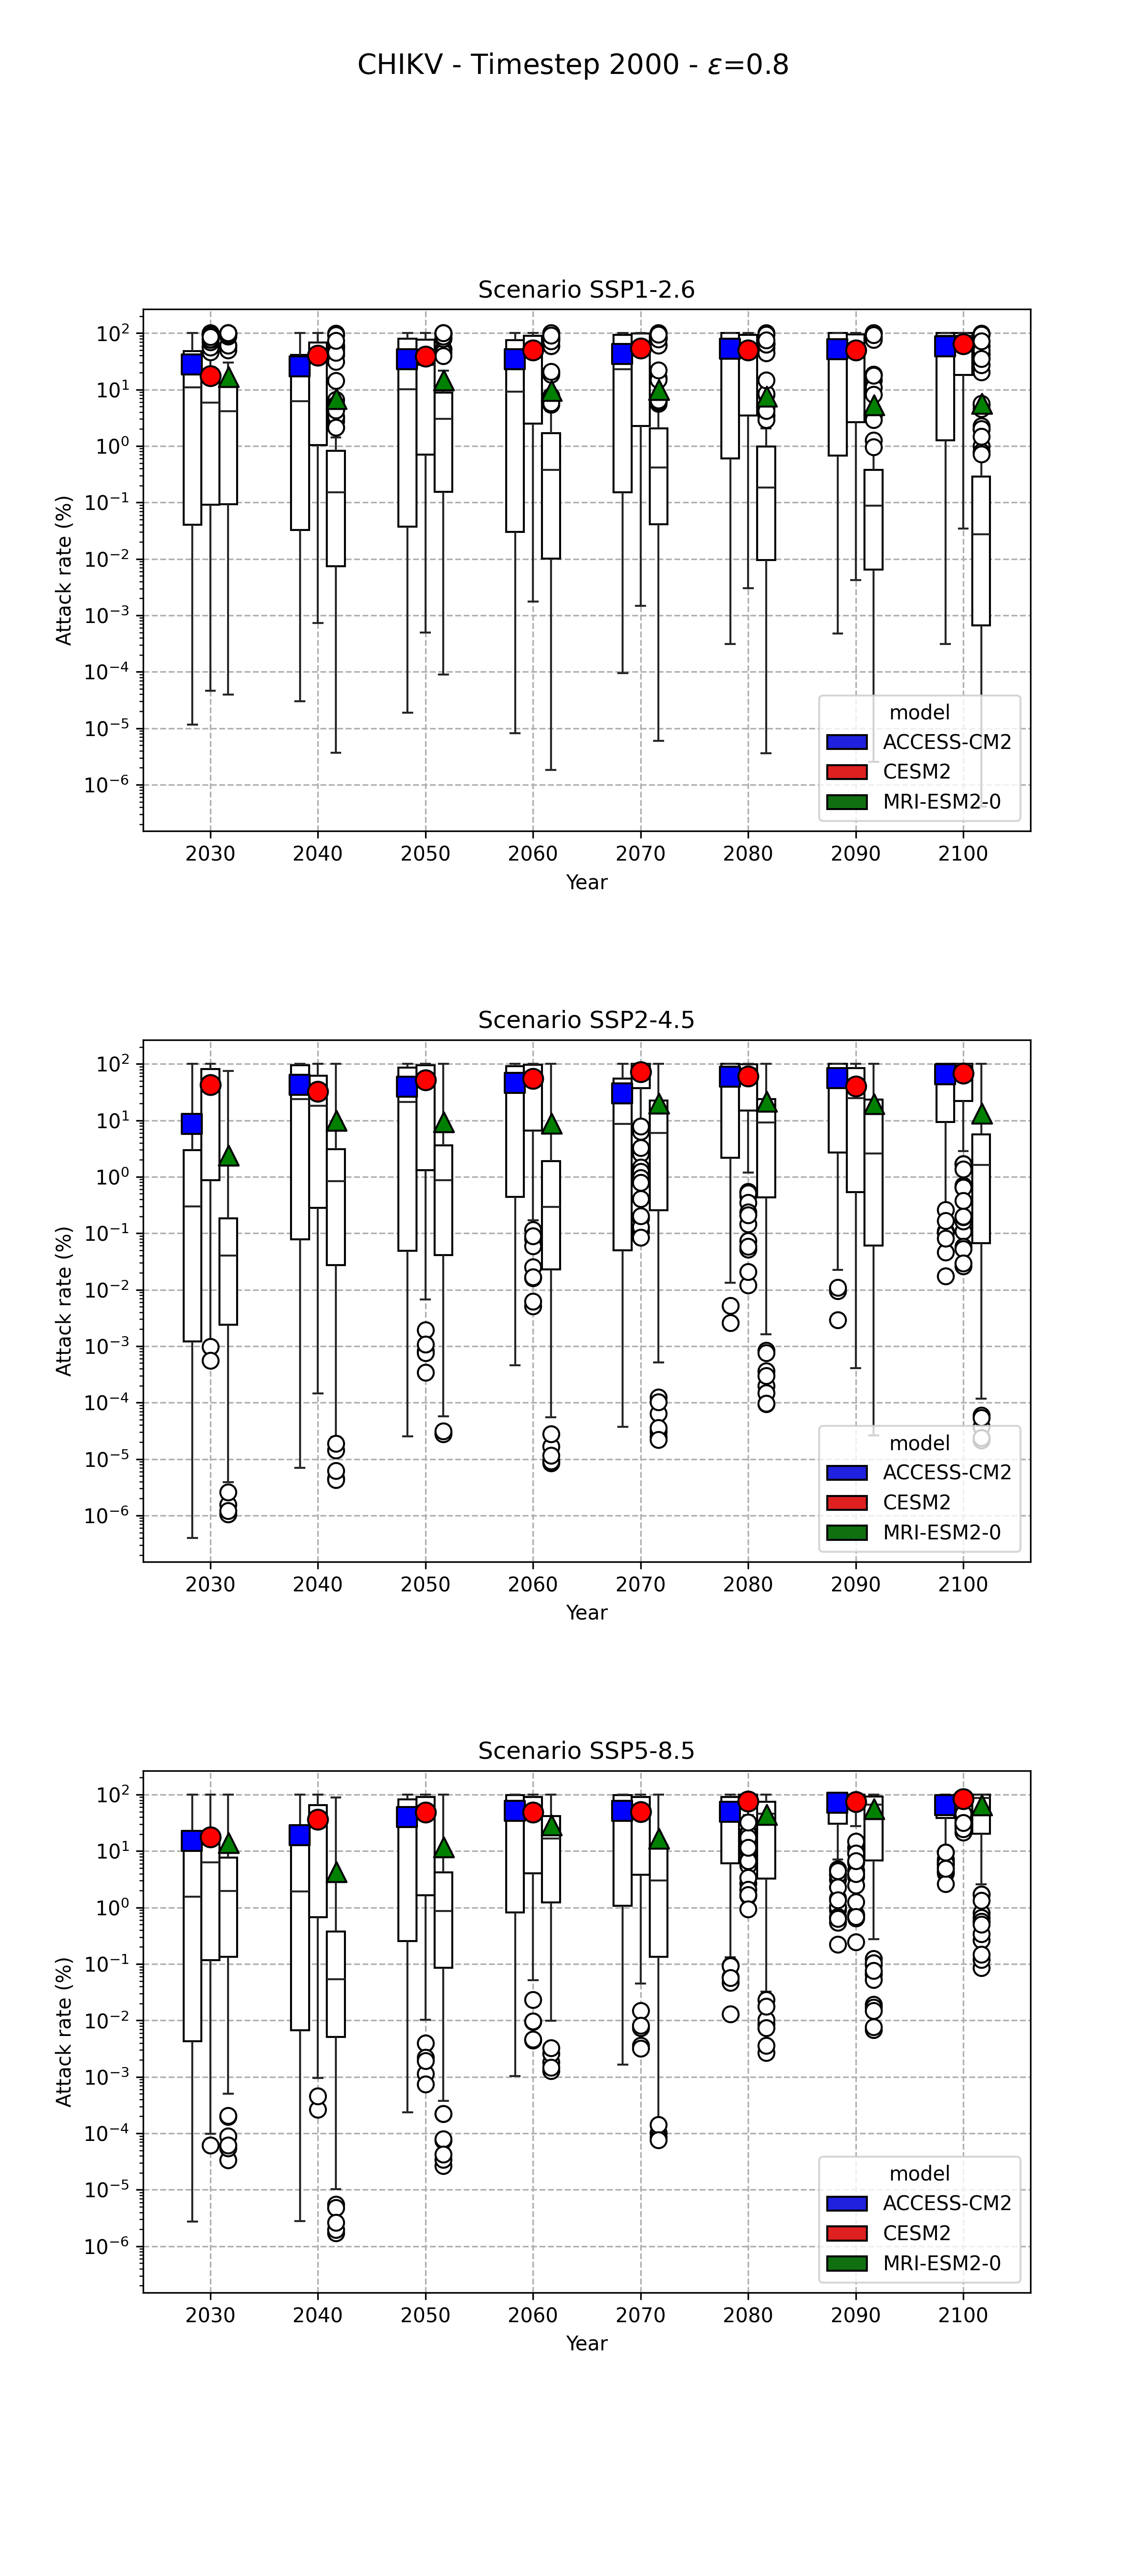 CHIKV - Timestep 2000 - ε=0.8
Scenario SSP1-2.6
Attack rate (%)
10²
10¹
10⁰
10⁻¹
10⁻²
10⁻³
10⁻⁴
10⁻⁵
10⁻⁶
model
ACCESS-CM2
CESM2
MRI-ESM2-0
2030 2040 2050 2060 2070 2080 2090 2100
Year
Scenario SSP2-4.5
Attack rate (%)
10²
10¹
10⁰
10⁻¹
10⁻²
10⁻³
10⁻⁴
10⁻⁵
10⁻⁶
model
ACCESS-CM2
CESM2
MRI-ESM2-0
2030 2040 2050 2060 2070 2080 2090 2100
Year
Scenario SSP5-8.5
Attack rate (%)
10²
10¹
10⁰
10⁻¹
10⁻²
10⁻³
10⁻⁴
10⁻⁵
10⁻⁶
model
ACCESS-CM2
CESM2
MRI-ESM2-0
2030 2040 2050 2060 2070 2080 2090 2100
Year